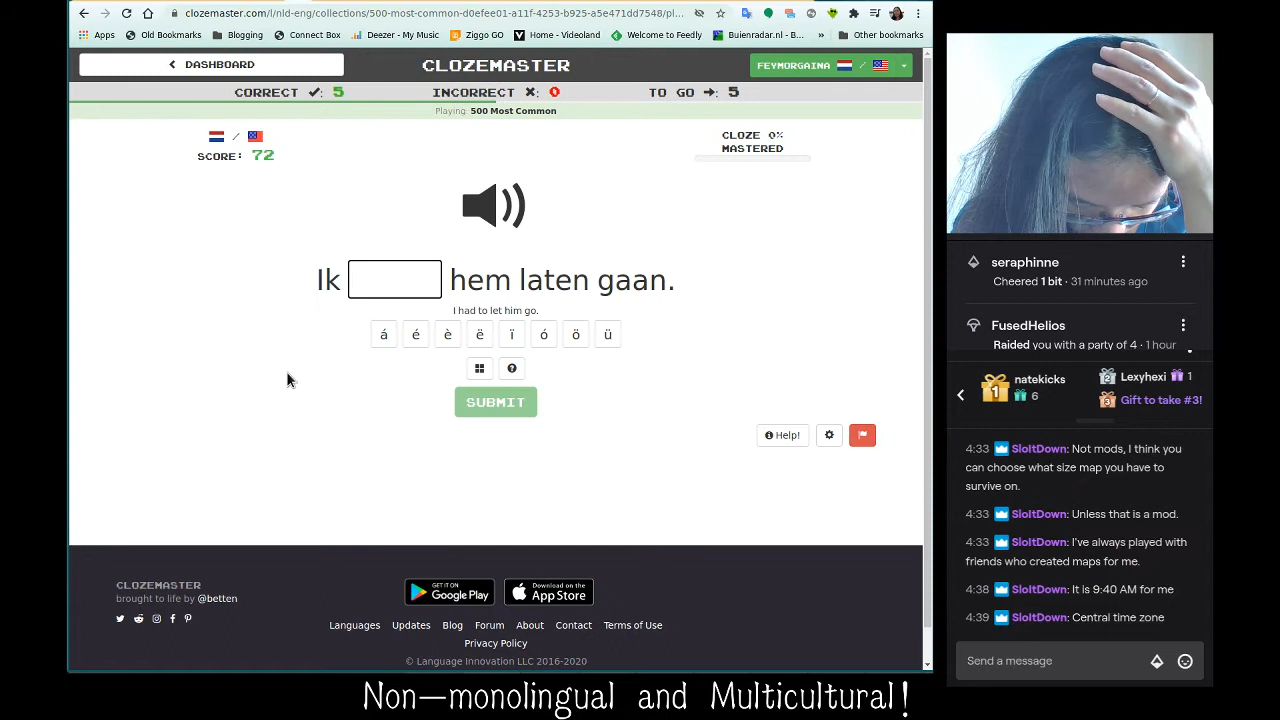 clozemaster.com/l/nld-eng/collections/500-most-common-d0efee01-a11f-4253-b925-a5e471dd7548/pl...
Apps Old Bookmarks Blogging Connect Box Deezer - My Music Ziggo GO Home - Videoland Welcome to Feedly Buienradar.nl - B... » Other bookmarks
DASHBOARD
CLOZEMASTER
FEYMORGAINA /
CORRECT : 5 INCORRECT : 0 TO GO : 5
Playing: 500 Most Common
/
SCORE: 72
CLOZE 0%
MASTERED
Ik hem laten gaan.
I had to let him go.
á é è ë ï ó ö ü
SUBMIT
Help!
CLOZEMASTER
brought to life by @betten
GET IT ON
Google Play
Download on the
App Store
Languages Updates Blog Forum About Contact Terms of Use
Privacy Policy
© Language Innovation LLC 2016-2020
seraphinne
Cheered 1 bit · 31 minutes ago
FusedHelios
Raided you with a party of 4 · 1 hour
1 natekicks
6
2 Lexyhexi 1
3 Gift to take #3!
4:33 SloItDown: Not mods, I think you
can choose what size map you have to
survive on.
4:33 SloItDown: Unless that is a mod.
4:33 SloItDown: I've always played with
friends who created maps for me.
4:38 SloItDown: It is 9:40 AM for me
4:39 SloItDown: Central time zone
Send a message
Non-monolingual and Multicultural!